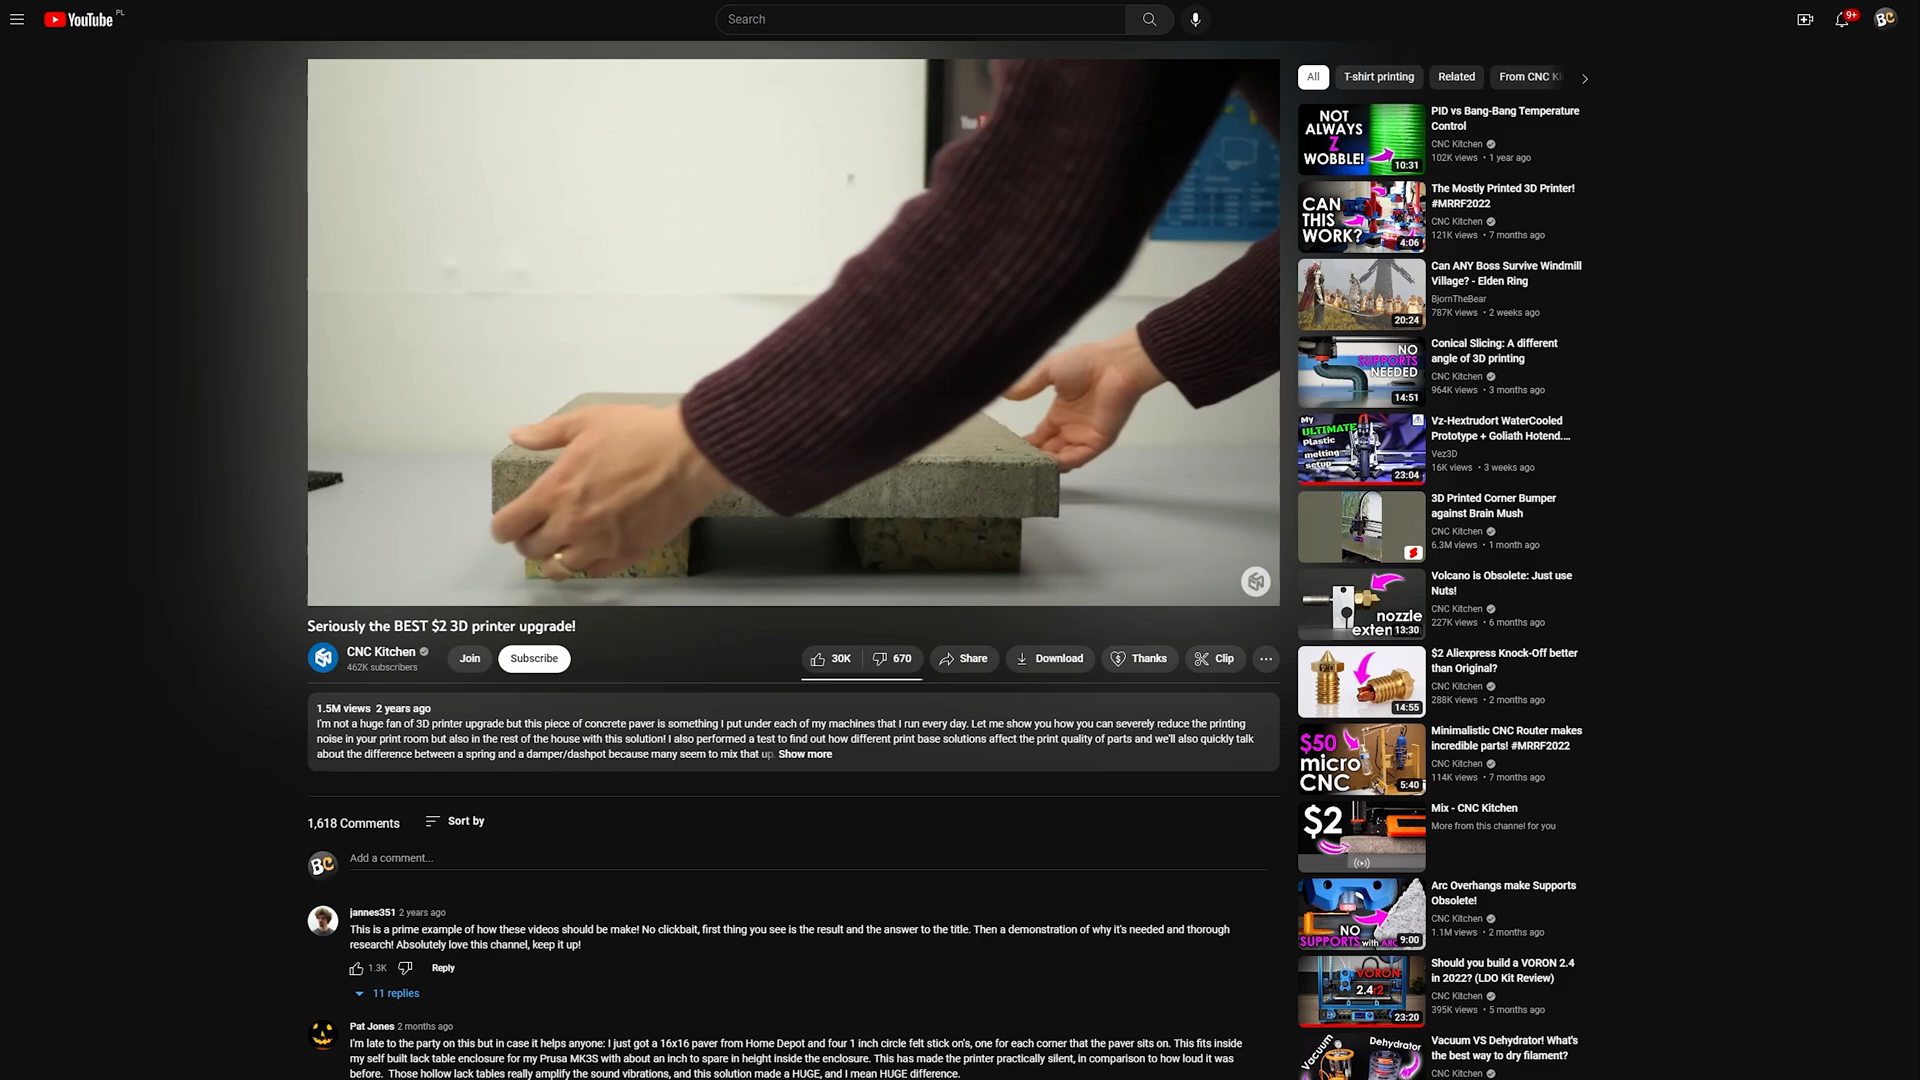 YouTube PL
Search
9+
BC
You
All
T-shirt printing
Related
From CNC Ki
NOT
ALWAYS
Z
WOBBLE!
10:31
PID vs Bang-Bang Temperature
Control
CNC Kitchen
102K views • 1 year ago
CAN
THIS
WORK?
4:06
The Mostly Printed 3D Printer!
#MRRF2022
CNC Kitchen
121K views • 7 months ago
20:24
Can ANY Boss Survive Windmill
Village? - Elden Ring
BjornTheBear
787K views • 2 weeks ago
NO
SUPPORTS
NEEDED
14:51
Conical Slicing: A different
angle of 3D printing
CNC Kitchen
964K views • 3 months ago
My
ULTIMATE
Plastic
melting
setup
23:04
Vz-Hextrudort WaterCooled
Prototype + Goliath Hotend....
Vez3D
16K views • 3 weeks ago
3D Printed Corner Bumper
against Brain Mush
CNC Kitchen
6.3M views • 1 month ago
nozzle
exten
13:30
Volcano is Obsolete: Just use
Nuts!
CNC Kitchen
227K views • 6 months ago
14:55
$2 Aliexpress Knock-Off better
than Original?
CNC Kitchen
288K views • 2 months ago
$50
micro
CNC
5:40
Minimalistic CNC Router makes
incredible parts! #MRRF2022
CNC Kitchen
114K views • 7 months ago
$2
Mix - CNC Kitchen
More from this channel for you
NO
SUPPORTS with ARC
9:00
Arc Overhangs make Supports
Obsolete!
CNC Kitchen
1.1M views • 2 months ago
VORON
2.4r2
23:20
Should you build a VORON 2.4
in 2022? (LDO Kit Review)
CNC Kitchen
395K views • 5 months ago
Vacuum
Dehydrator
Vacuum VS Dehydrator! What's
the best way to dry filament?
CNC Kitchen
Seriously the BEST $2 3D printer upgrade!
CNC Kitchen
462K subscribers
Join
Subscribe
30K
670
Share
Download
Thanks
Clip
1.5M views 2 years ago
I'm not a huge fan of 3D printer upgrade but this piece of concrete paver is something I put under each of my machines that I run every day. Let me show you how you can severely reduce the printing
noise in your print room but also in the rest of the house with this solution! I also performed a test to find out how different print base solutions affect the print quality of parts and we'll also quickly talk
about the difference between a spring and a damper/dashpot because many seem to mix that up. Show more
1,618 Comments
Sort by
BC
Add a comment...
jannes351 2 years ago
This is a prime example of how these videos should be make! No clickbait, first thing you see is the result and the answer to the title. Then a demonstration of why it's needed and thorough
research! Absolutely love this channel, keep it up!
1.3K
Reply
11 replies
Pat Jones 2 months ago
I'm late to the party on this but in case it helps anyone: I just got a 16x16 paver from Home Depot and four 1 inch circle felt stick on's, one for each corner that the paver sits on. This fits inside
my self built lack table enclosure for my Prusa MK3S with about an inch to spare in height inside the enclosure. This has made the printer practically silent, in comparison to how loud it was
before. Those hollow lack tables really amplify the sound vibrations, and this solution made a HUGE, and I mean HUGE difference.